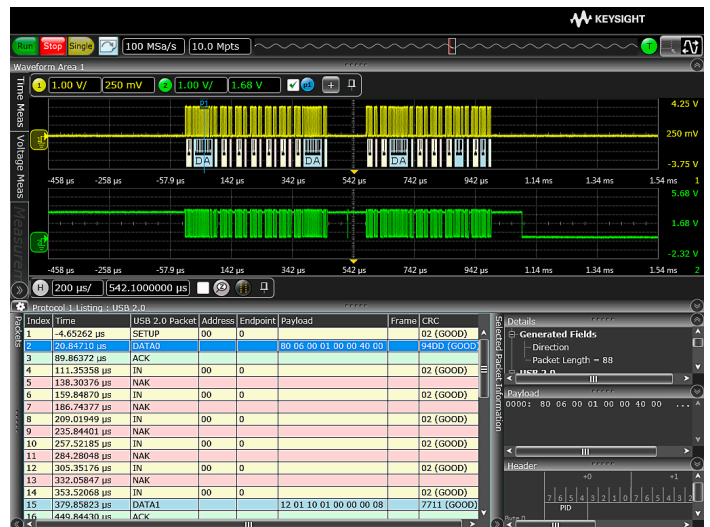 KEYSIGHT
Run Stop Single 100 MSa/s 10.0 Mpts T
Waveform Area 1
1 1.00 V/ 250 mV 2 1.00 V/ 1.68 V p1 +
Time Meas
Voltage Meas
Measurem
p1
4.25 V
250 mV
-3.75 V
DA DA DA
-458 µs -258 µs -57.9 µs 142 µs 342 µs 542 µs 742 µs 942 µs 1.14 ms 1.34 ms 1.54 ms 1
5.68 V
1.68 V
-2.32 V
-458 µs -258 µs -57.9 µs 142 µs 342 µs 542 µs 742 µs 942 µs 1.14 ms 1.34 ms 1.54 ms 2
H 200 µs/ 542.1000000 µs Z
Protocol 1 Listing : USB 2.0
Packets
Index Time USB 2.0 Packet Address Endpoint Payload Frame CRC
1 -4.65262 µs SETUP 00 0 02 (GOOD)
2 20.84710 µs DATA0 80 06 00 01 00 00 40 00 94DD (GOOD)
3 89.86372 µs ACK
4 111.35358 µs IN 00 0 02 (GOOD)
5 138.30376 µs NAK
6 159.84870 µs IN 00 0 02 (GOOD)
7 186.74377 µs NAK
8 209.01949 µs IN 00 0 02 (GOOD)
9 235.84401 µs NAK
10 257.52185 µs IN 00 0 02 (GOOD)
11 284.28048 µs NAK
12 305.35176 µs IN 00 0 02 (GOOD)
13 332.05847 µs NAK
14 353.52068 µs IN 00 0 02 (GOOD)
15 379.85823 µs DATA1 12 01 10 01 00 00 00 08 7711 (GOOD)
16 449.84430 µs ACK
Selected Packet Information
Details
Generated Fields
Direction
Packet Length = 88
USB 2.0
Payload
0000: 80 06 00 01 00 00 40 00 ...
Header
+0 +1
7 6 5 4 3 2 1 0 7 6 5 4 3 2
PID
Byte 0